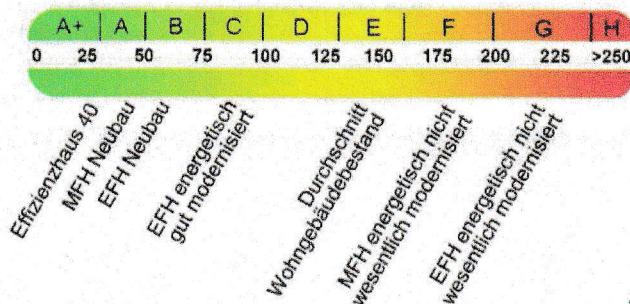 A+ | A | B | C | D | E | F | G | H
0 25 50 75 100 125 150 175 200 225 >250
Effizienzhaus 40
MFH Neubau
EFH Neubau
EFH energetisch
gut modernisiert
Durchschnitt
Wohngebäudebestand
MFH energetisch nicht
wesentlich modernisiert
EFH energetisch nicht
wesentlich modernisiert